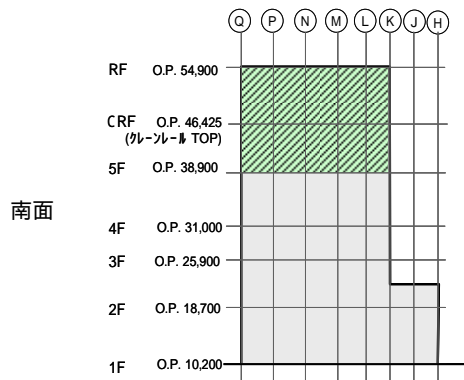 Q P N M L K J H
RF O.P. 54,900
CRF O.P. 46,425
(クレーンレール TOP)
5F O.P. 38,900
南面
4F O.P. 31,000
3F O.P. 25,900
2F O.P. 18,700
1F O.P. 10,200